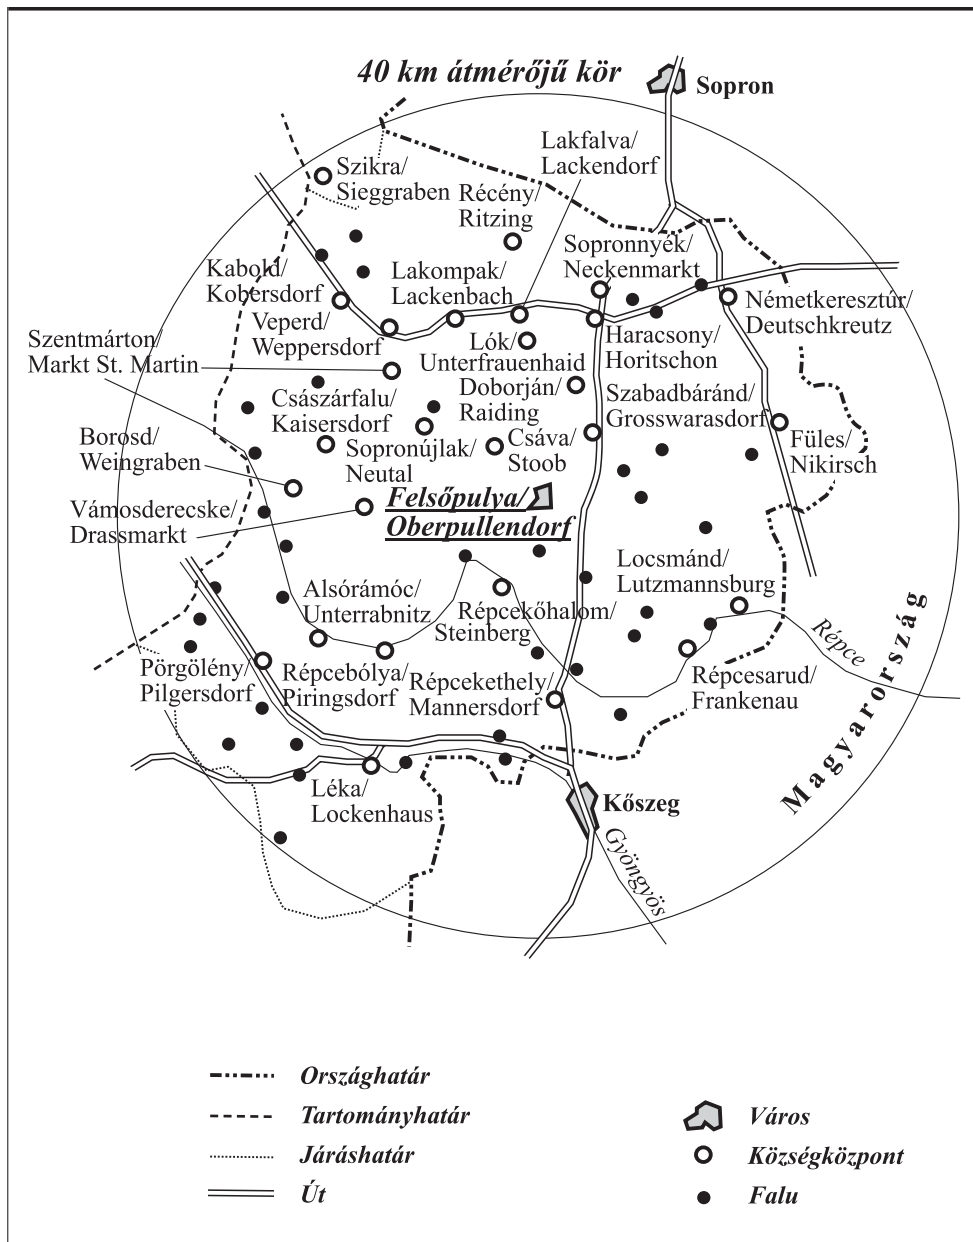 40 km átmérőjű kör
Sopron
Lakfalva/
Lackendorf
Szikra/
Sieggraben
Récény/
Ritzing
Sopronnyék/
Neckenmarkt
Kabold/
Kobersdorf
Lakompak/
Lackenbach
Németkeresztúr/
Deutschkreutz
Veperd/
Weppersdorf
Szentmárton/
Markt St. Martin
Lók/
Unterfrauenhaid
Haracsony/
Horitschon
Doborján/
Raiding
Szabadbáránd/
Grosswarasdorf
Császárfalu/
Kaisersdorf
Borosd/
Weingraben
Sopronújlak/
Neutal
Csáva/
Stoob
Füles/
Nikirsch
Vámosderecske/
Drassmarkt
Felsőpulya/
Oberpullendorf
Locsmánd/
Lutzmannsburg
Alsórámóc/
Unterrabnitz
Répcekőhalom/
Steinberg
Répce
Magyarország
Pörgölény/
Pilgersdorf
Répcebólya/
Piringsdorf
Répcekethely/
Mannersdorf
Répcesarud/
Frankenau
Léka/
Lockenhaus
Kőszeg
Gyöngyös
Országhatár
Tartományhatár
Járáshatár
Út
Város
Községközpont
Falu